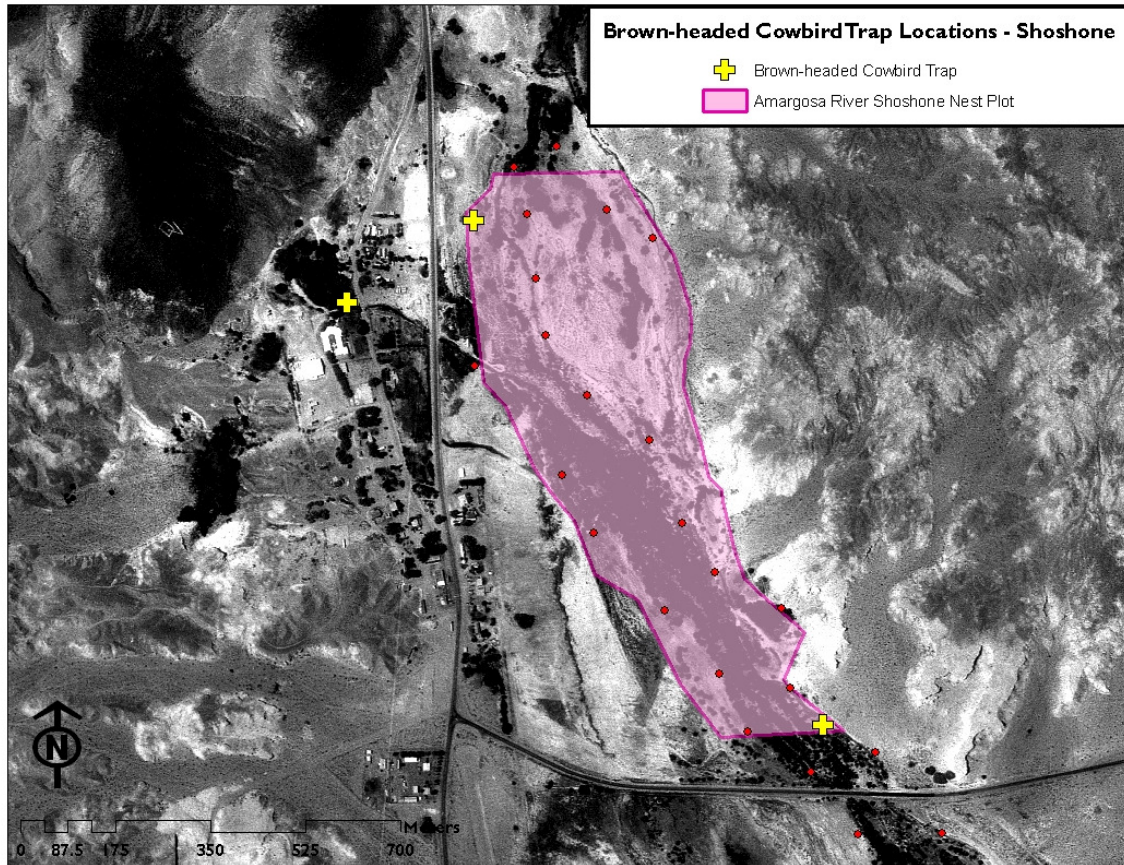 Brown-headed Cowbird Trap Locations - Shoshone
Brown-headed Cowbird Trap
Amargosa River Shoshone Nest Plot
N
Meters
0 87.5 175 350 525 700